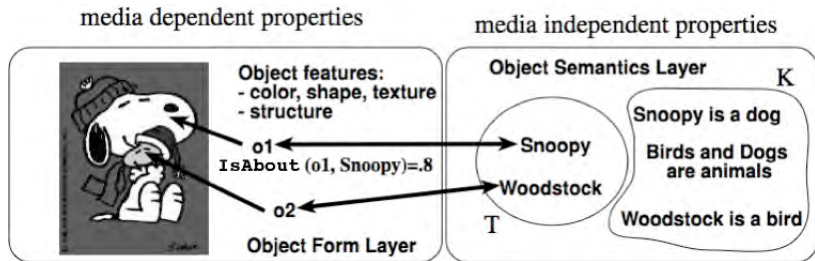 media dependent properties
media independent properties
Object features:
- color, shape, texture
- structure
o1
IsAbout (o1, Snoopy)=.8
o2
Object Form Layer
Object Semantics Layer
K
Snoopy
Woodstock
T
Snoopy is a dog
Birds and Dogs
are animals
Woodstock is a bird